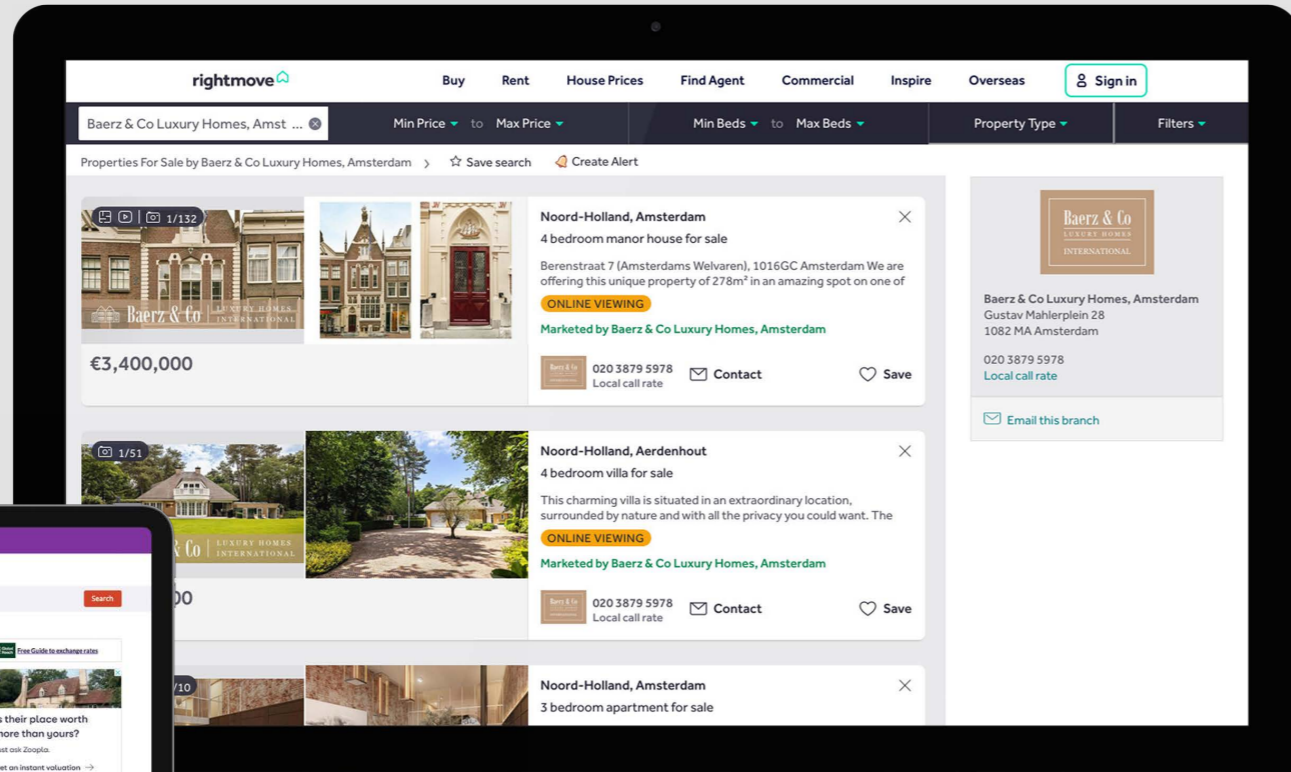 rightmove
Buy Rent House Prices Find Agent Commercial Inspire Overseas Sign in
Baerz & Co Luxury Homes, Amst ... Min Price to Max Price Min Beds to Max Beds Property Type Filters
Properties For Sale by Baerz & Co Luxury Homes, Amsterdam Save search Create Alert
1/132
Baerz & Co LUXURY HOMES
INTERNATIONAL
€3,400,000
Noord-Holland, Amsterdam
4 bedroom manor house for sale
Berenstraat 7 (Amsterdams Welvaren), 1016GC Amsterdam We are
offering this unique property of 278m² in an amazing spot on one of
ONLINE VIEWING
Marketed by Baerz & Co Luxury Homes, Amsterdam
Baerz & Co
020 3879 5978
Local call rate
Contact
Save
Baerz & Co
LUXURY HOMES
INTERNATIONAL
Baerz & Co Luxury Homes, Amsterdam
Gustav Mahlerplein 28
1082 MA Amsterdam
020 3879 5978
Local call rate
Email this branch
1/51
& Co LUXURY HOMES
INTERNATIONAL
00
Noord-Holland, Aerdenhout
4 bedroom villa for sale
This charming villa is situated in an extraordinary location,
surrounded by nature and with all the privacy you could want. The
ONLINE VIEWING
Marketed by Baerz & Co Luxury Homes, Amsterdam
Baerz & Co
020 3879 5978
Local call rate
Contact
Save
/10
Noord-Holland, Amsterdam
3 bedroom apartment for sale
Search
Free Guide to exchange rates
s their place worth
more than yours?
ust ask Zoopla.
et an instant valuation →